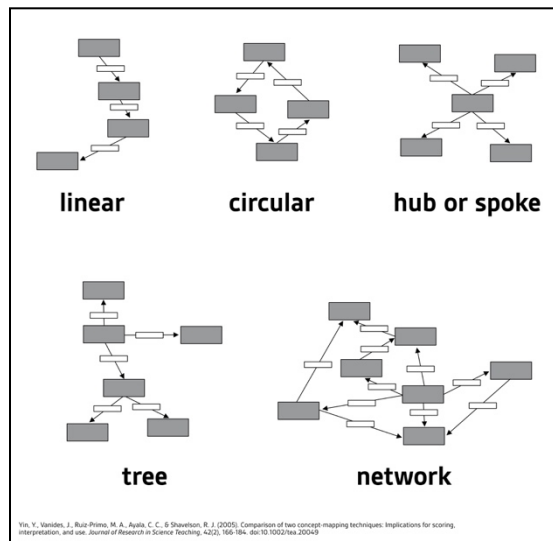 linear
circular
hub or spoke
tree
network
Yin, Y., Vanides, J., Ruiz-Primo, M. A., Ayala, C. C., & Shavelson, R. J. (2005). Comparison of two concept-mapping techniques: Implications for scoring,
interpretation, and use. Journal of Research in Science Teaching, 42(2), 166-184. doi:10.1002/tea.20049